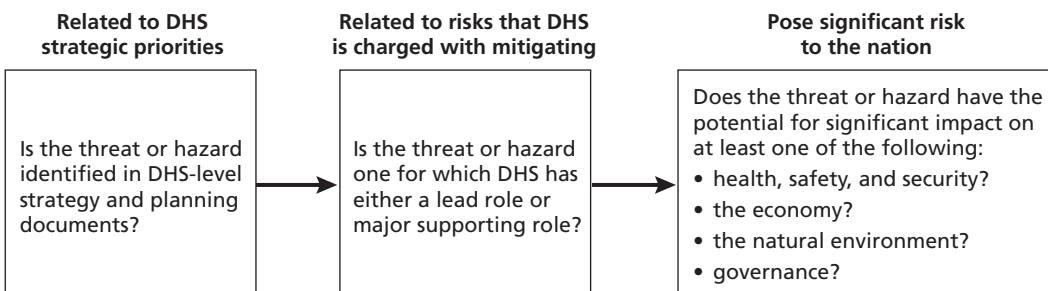 Related to DHS
strategic priorities
Related to risks that DHS
is charged with mitigating
Pose significant risk
to the nation
Is the threat or hazard
identified in DHS-level
strategy and planning
documents?
Is the threat or hazard
one for which DHS has
either a lead role or
major supporting role?
Does the threat or hazard have the
potential for significant impact on
at least one of the following:
• health, safety, and security?
• the economy?
• the natural environment?
• governance?